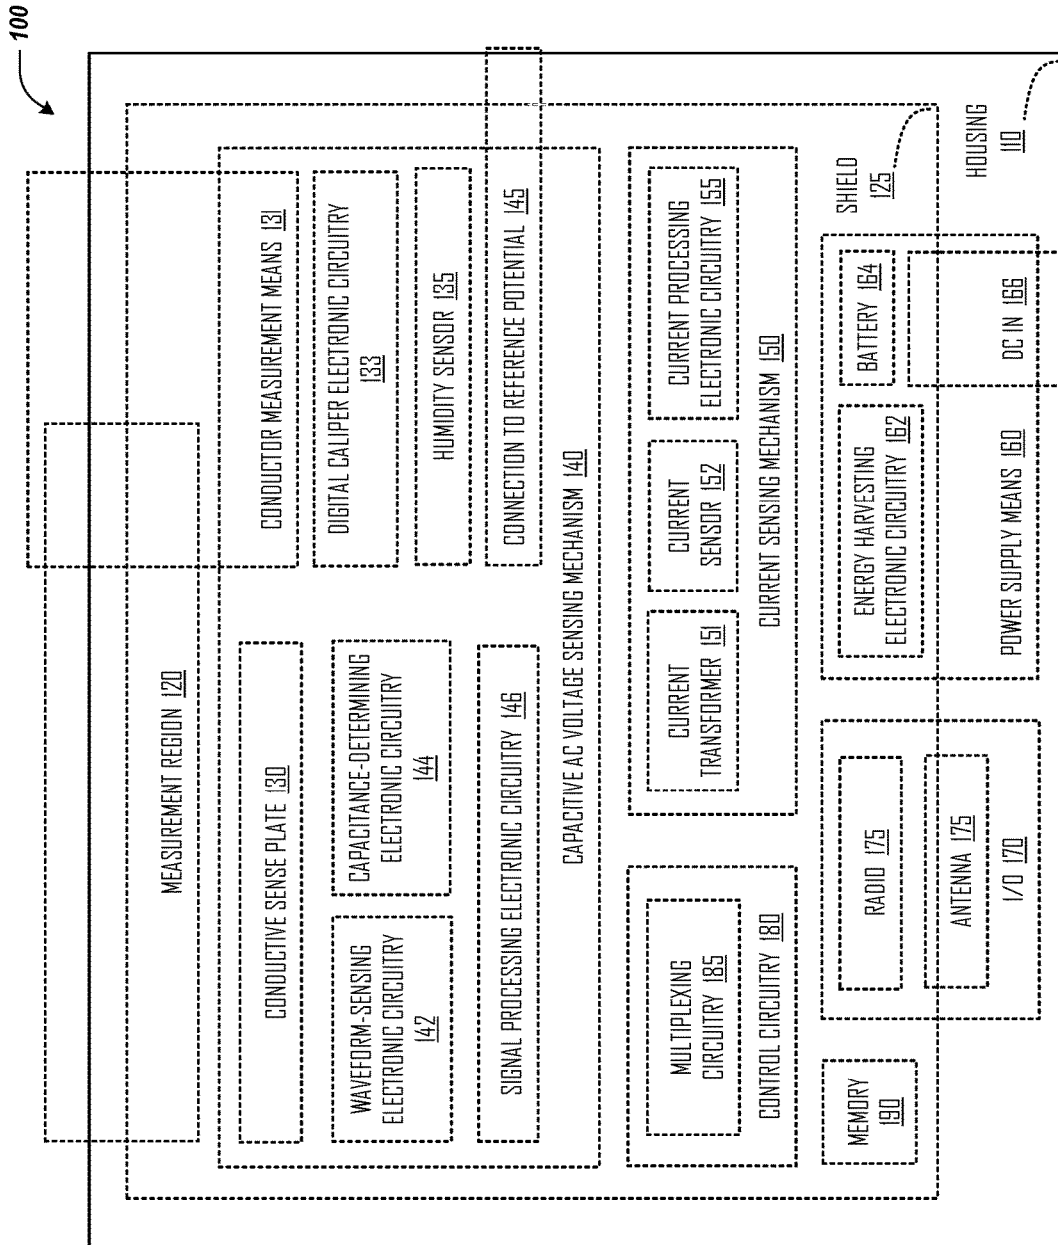 100
MEASUREMENT REGION 120
CONDUCTIVE SENSE PLATE 130
CONDUCTOR MEASUREMENT MEANS 131
DIGITAL CALIPER ELECTRONIC CIRCUITRY
133
WAVEFORM-SENSING
ELECTRONIC CIRCUITRY
142
CAPACITANCE-DETERMINING
ELECTRONIC CIRCUITRY
144
HUMIDITY SENSOR 135
SIGNAL PROCESSING ELECTRONIC CIRCUITRY 146
CONNECTION TO REFERENCE POTENTIAL 145
CAPACITIVE AC VOLTAGE SENSING MECHANISM 140
MULTIPLEXING
CIRCUITRY 185
CONTROL CIRCUITRY 180
CURRENT
TRANSFORMER 151
CURRENT
SENSOR 152
CURRENT PROCESSING
ELECTRONIC CIRCUITRY 155
CURRENT SENSING MECHANISM 150
MEMORY
190
RADIO 175
ANTENNA 175
I/O 170
ENERGY HARVESTING
ELECTRONIC CIRCUITRY 162
BATTERY 164
DC IN 166
POWER SUPPLY MEANS 160
SHIELD
125
HOUSING
110